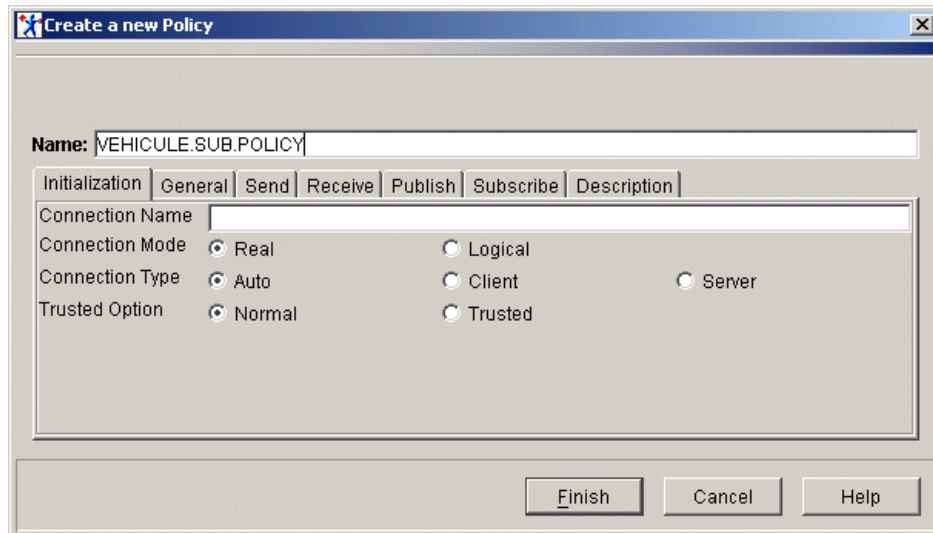 Create a new Policy
Name: VEHICULE.SUB.POLICY
Initialization General Send Receive Publish Subscribe Description
Connection Name
Connection Mode Real Logical
Connection Type Auto Client Server
Trusted Option Normal Trusted
Finish Cancel Help